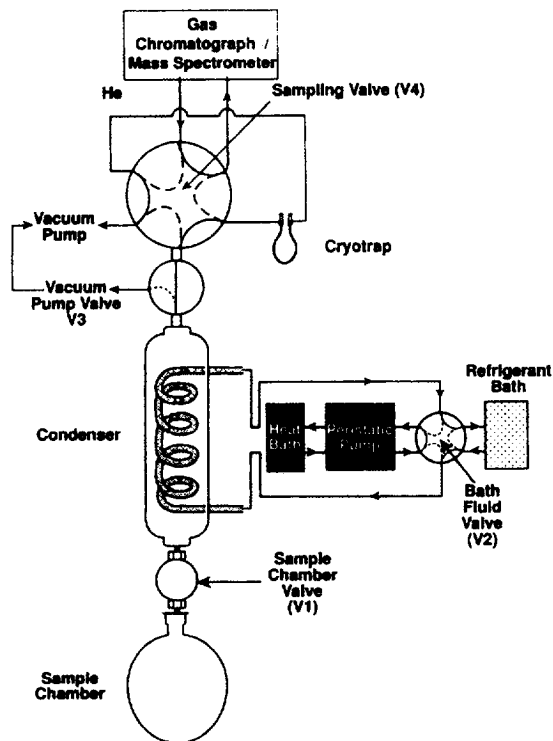 Gas
Chromatograph /
Mass Spectrometer
He
Sampling Valve (V4)
Vacuum
Pump
Cryotrap
Vacuum
Pump Valve
V3
Refrigerant
Bath
Condenser
Heat
Bath
Peristatic
Pump
Bath
Fluid
Valve
(V2)
Sample
Chamber
Valve
(V1)
Sample
Chamber